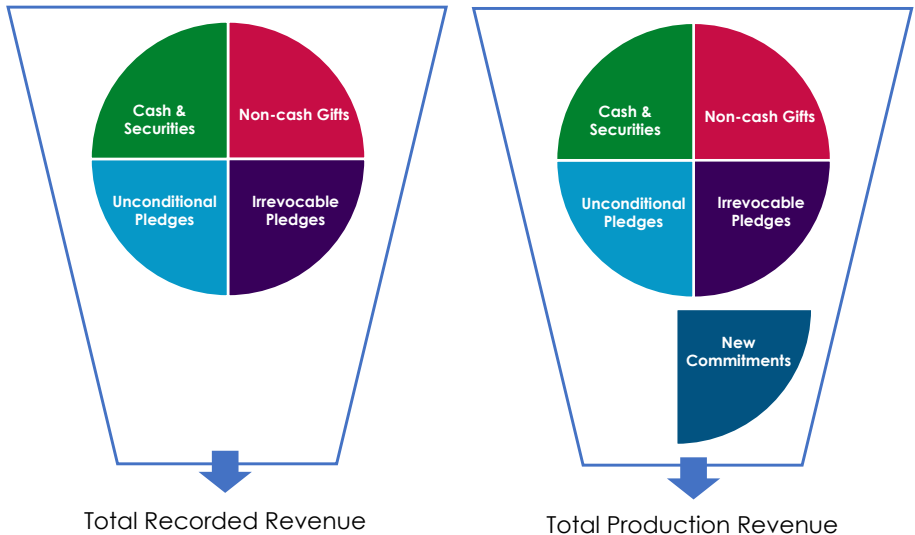 Cash &
Securities
Non-cash Gifts
Unconditional
Pledges
Irrevocable
Pledges
Total Recorded Revenue
Cash &
Securities
Non-cash Gifts
Unconditional
Pledges
Irrevocable
Pledges
New
Commitments
Total Production Revenue